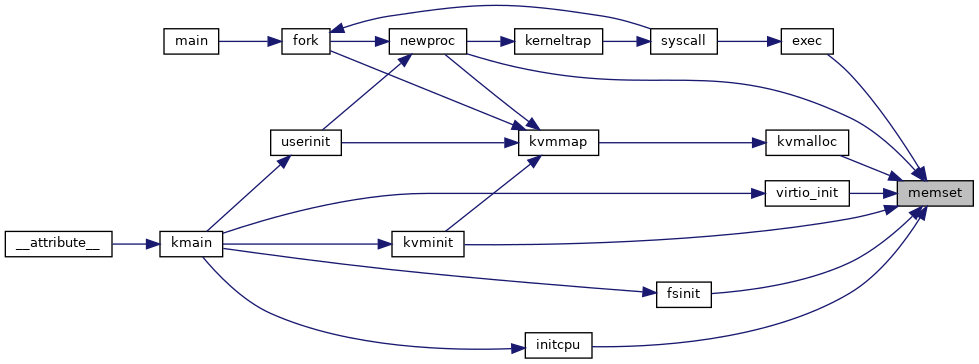 main
fork
newproc
kerneltrap
syscall
exec
userinit
kvmmap
kvmalloc
virtio_init
memset
__attribute__
kmain
kvminit
fsinit
initcpu